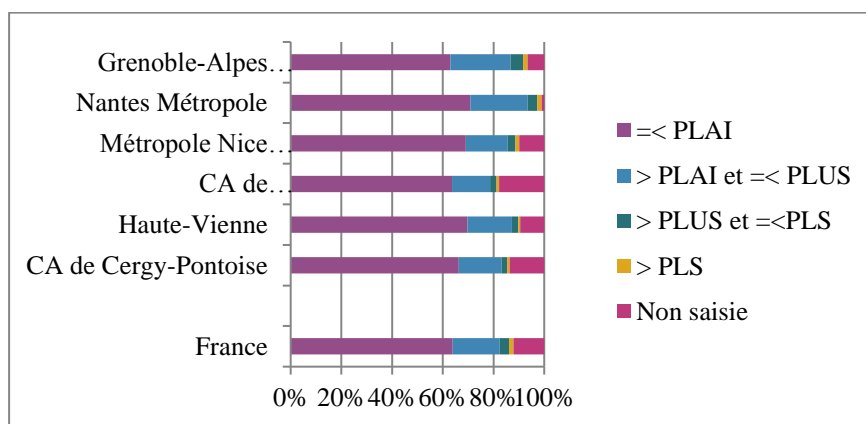 Grenoble-Alpes…
Nantes Métropole
Métropole Nice…
CA de…
Haute-Vienne
CA de Cergy-Pontoise
France
0% 20% 40% 60% 80% 100%
=< PLAI
> PLAI et =< PLUS
> PLUS et =<PLS
> PLS
Non saisie